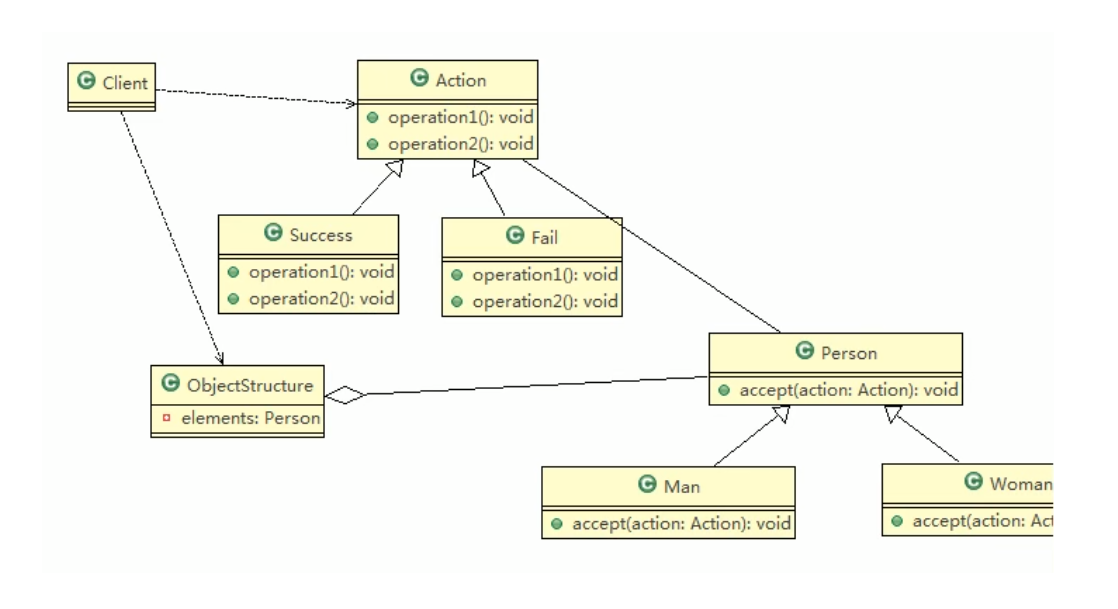 Client
Action
operation1(): void
operation2(): void
Success
operation1(): void
operation2(): void
Fail
operation1(): void
operation2(): void
Person
accept(action: Action): void
ObjectStructure
elements: Person
Man
accept(action: Action): void
Woman
accept(action: Act